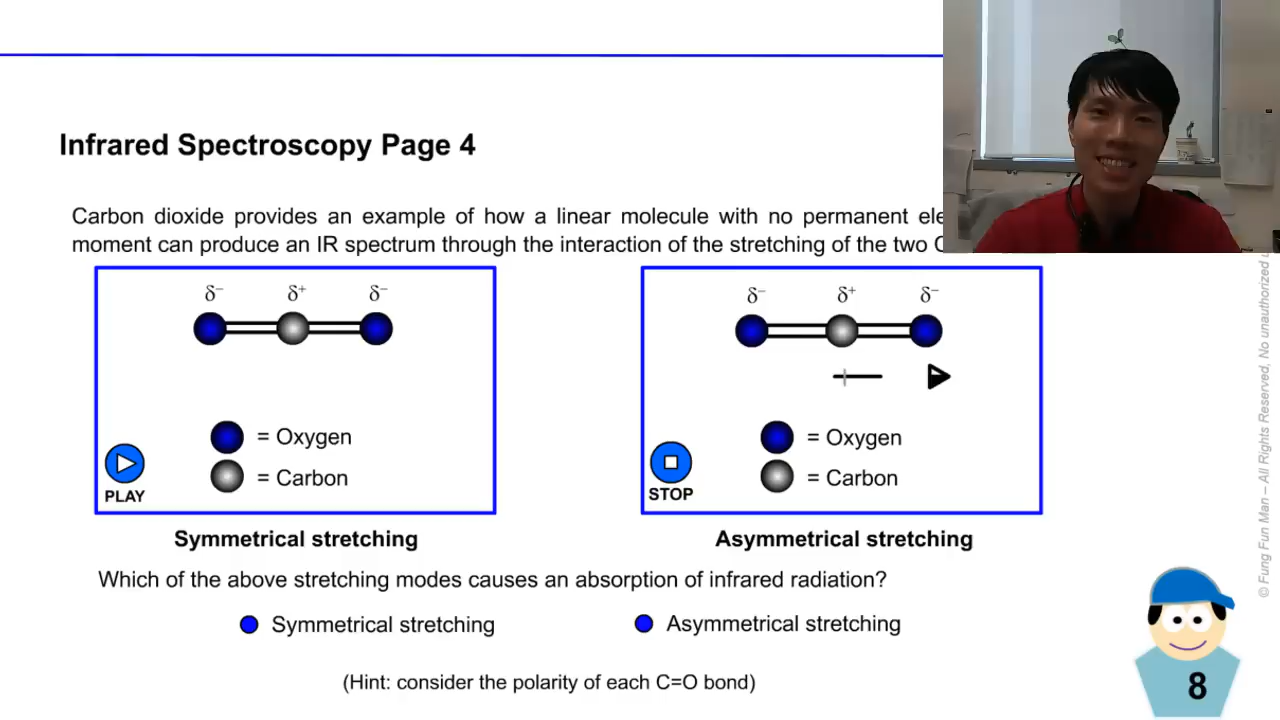 Infrared Spectroscopy Page 4
Carbon dioxide provides an example of how a linear molecule with no permanent
moment can produce an IR spectrum through the interaction of the stretching of the two
δ⁻ δ⁺ δ⁻
= Oxygen
= Carbon
PLAY
Symmetrical stretching
δ⁻ δ⁺ δ⁻
= Oxygen
= Carbon
STOP
Asymmetrical stretching
Which of the above stretching modes causes an absorption of infrared radiation?
Symmetrical stretching
Asymmetrical stretching
(Hint: consider the polarity of each C=O bond)
8
© Fung Fun Man – All Rights Reserved, No unauthorized